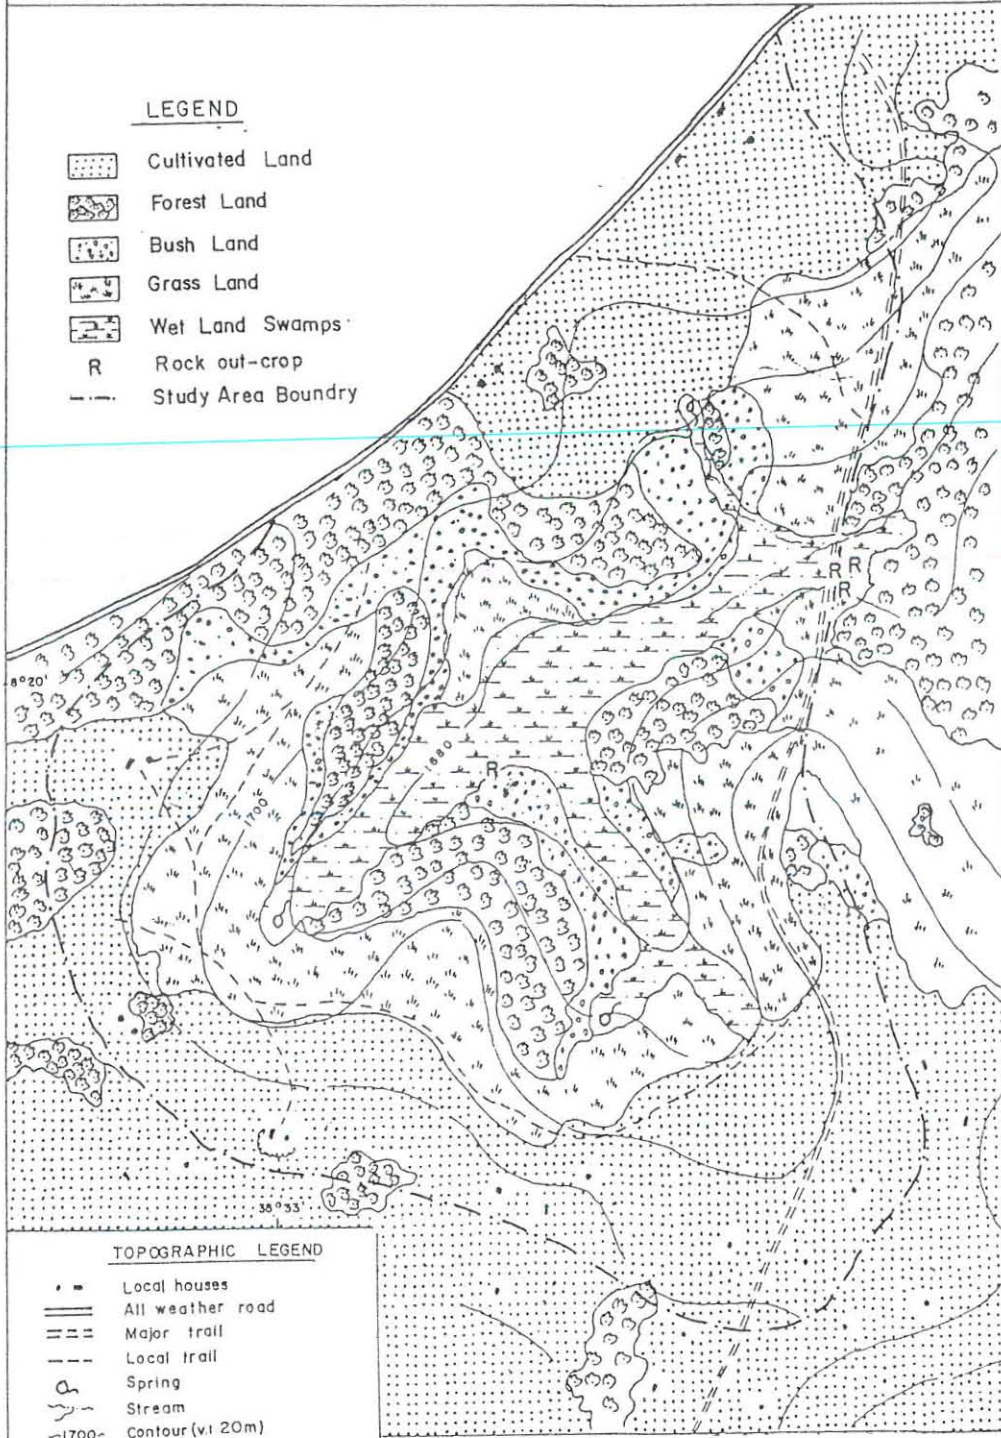 LEGEND
Cultivated Land
Forest Land
Bush Land
Grass Land
Wet Land Swamps
R Rock out-crop
Study Area Boundry
R R
R
8°20'
1680
R
1700
38°33'
TOPOGRAPHIC LEGEND
Local houses
All weather road
Major trail
Local trail
Spring
Stream
1700 Contour (v.i 20m)